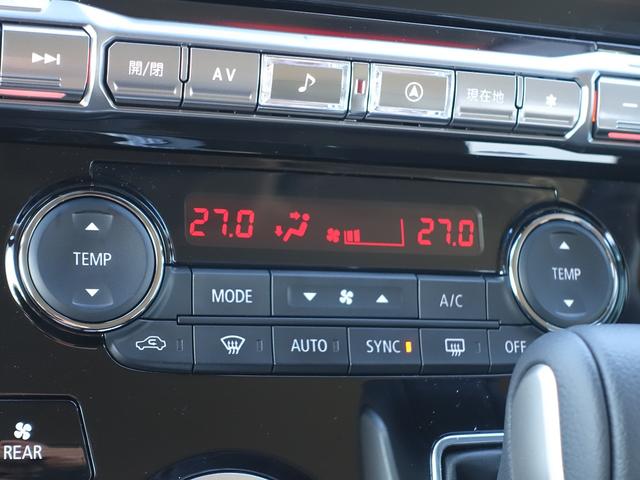 開/閉 AV 現在地
27.0 27.0
TEMP TEMP
MODE A/C
AUTO SYNC OFF
REAR